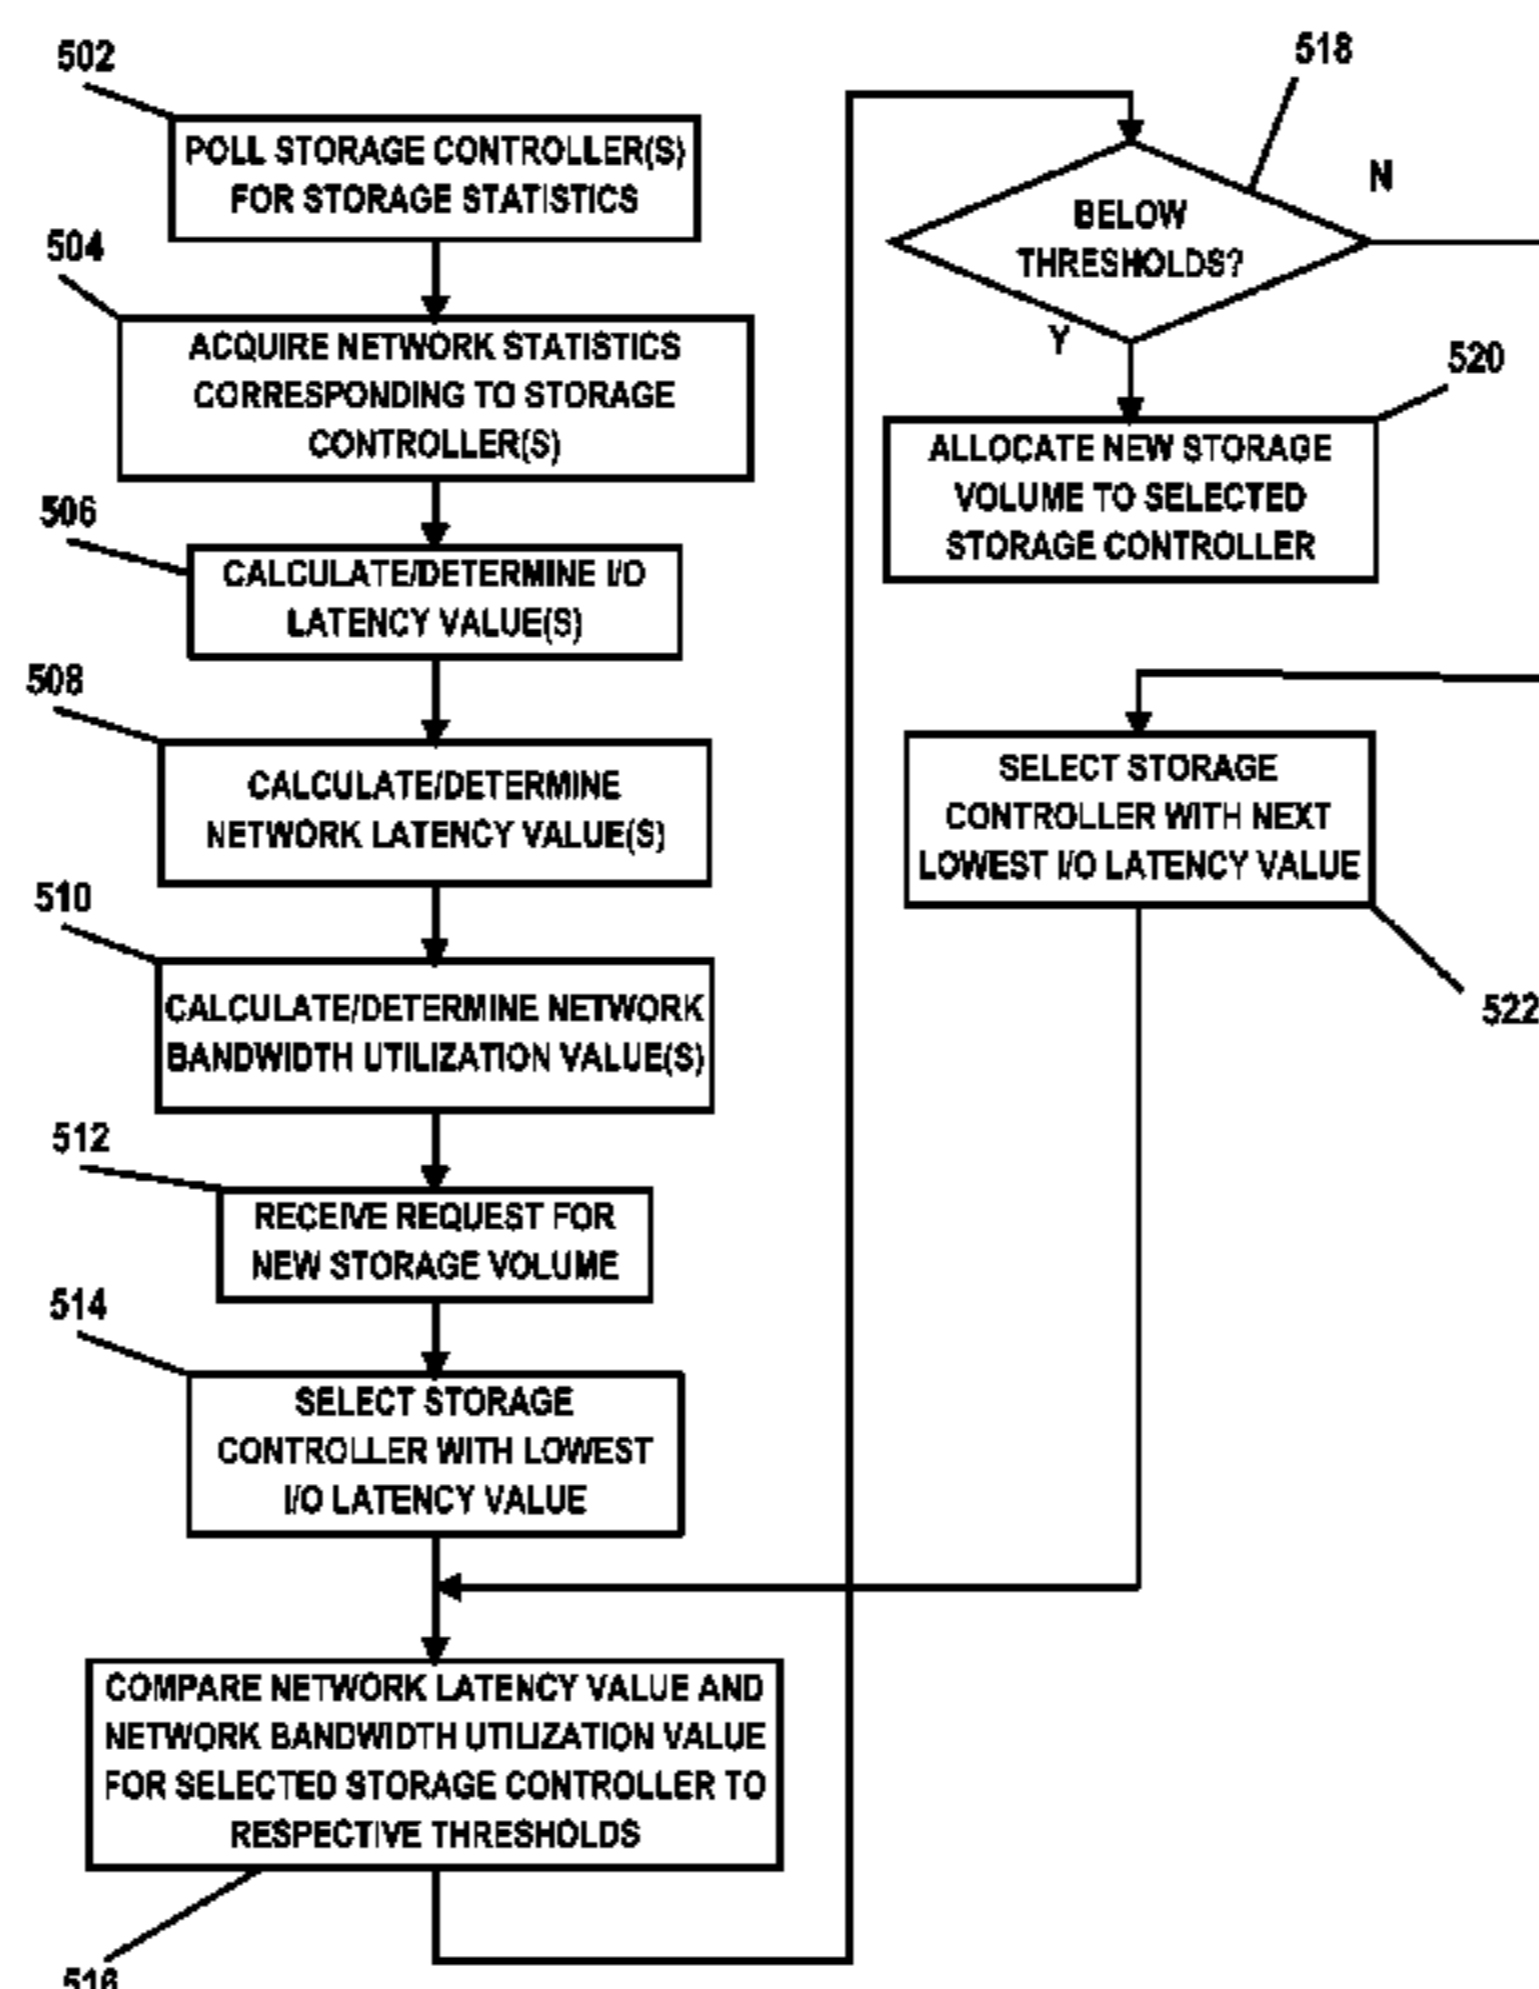 502
POLL STORAGE CONTROLLER(S)
FOR STORAGE STATISTICS
504
ACQUIRE NETWORK STATISTICS
CORRESPONDING TO STORAGE
CONTROLLER(S)
506
CALCULATE/DETERMINE I/O
LATENCY VALUE(S)
508
CALCULATE/DETERMINE
NETWORK LATENCY VALUE(S)
510
CALCULATE/DETERMINE NETWORK
BANDWIDTH UTILIZATION VALUE(S)
512
RECEIVE REQUEST FOR
NEW STORAGE VOLUME
514
SELECT STORAGE
CONTROLLER WITH LOWEST
I/O LATENCY VALUE
COMPARE NETWORK LATENCY VALUE AND
NETWORK BANDWIDTH UTILIZATION VALUE
FOR SELECTED STORAGE CONTROLLER TO
RESPECTIVE THRESHOLDS
516
518
BELOW
THRESHOLDS?
N
Y
520
ALLOCATE NEW STORAGE
VOLUME TO SELECTED
STORAGE CONTROLLER
SELECT STORAGE
CONTROLLER WITH NEXT
LOWEST I/O LATENCY VALUE
522